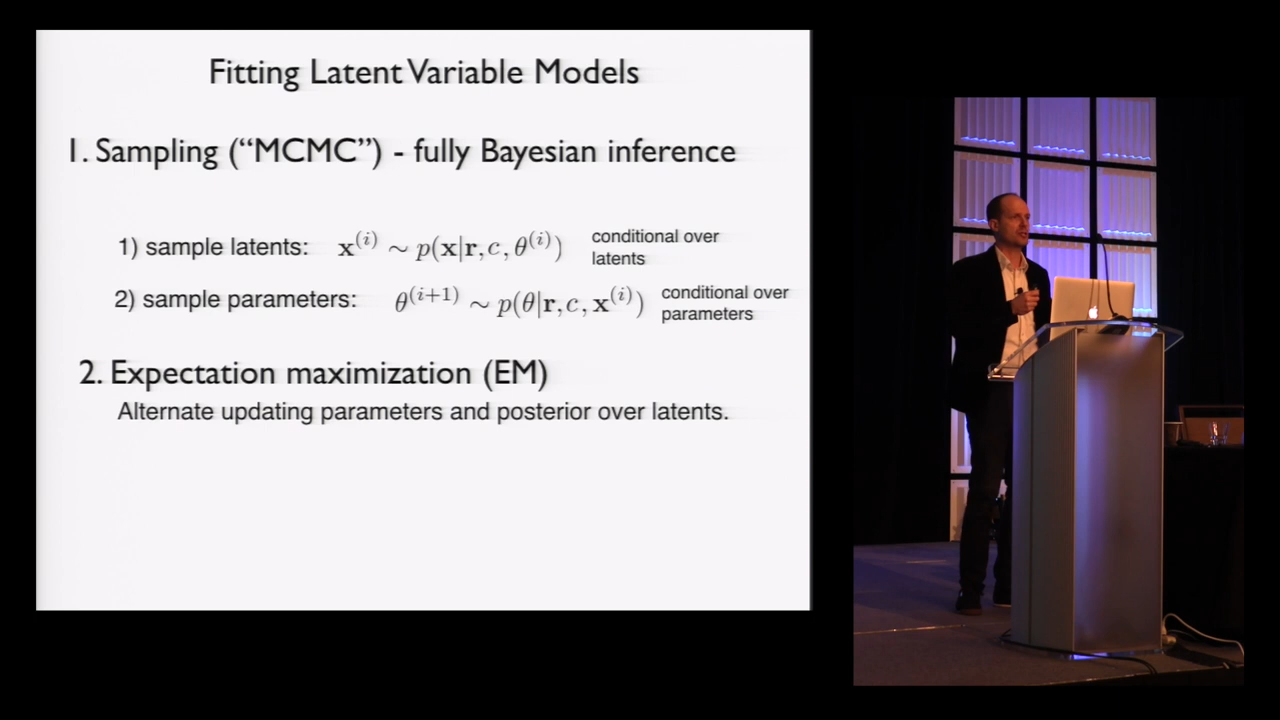 Fitting Latent Variable Models
1. Sampling (“MCMC”) - fully Bayesian inference
1) sample latents: x^(i) ∼ p(x|r, c, θ^(i)) conditional over
latents
2) sample parameters: θ^(i+1) ∼ p(θ|r, c, x^(i)) conditional over
parameters
2. Expectation maximization (EM)
Alternate updating parameters and posterior over latents.